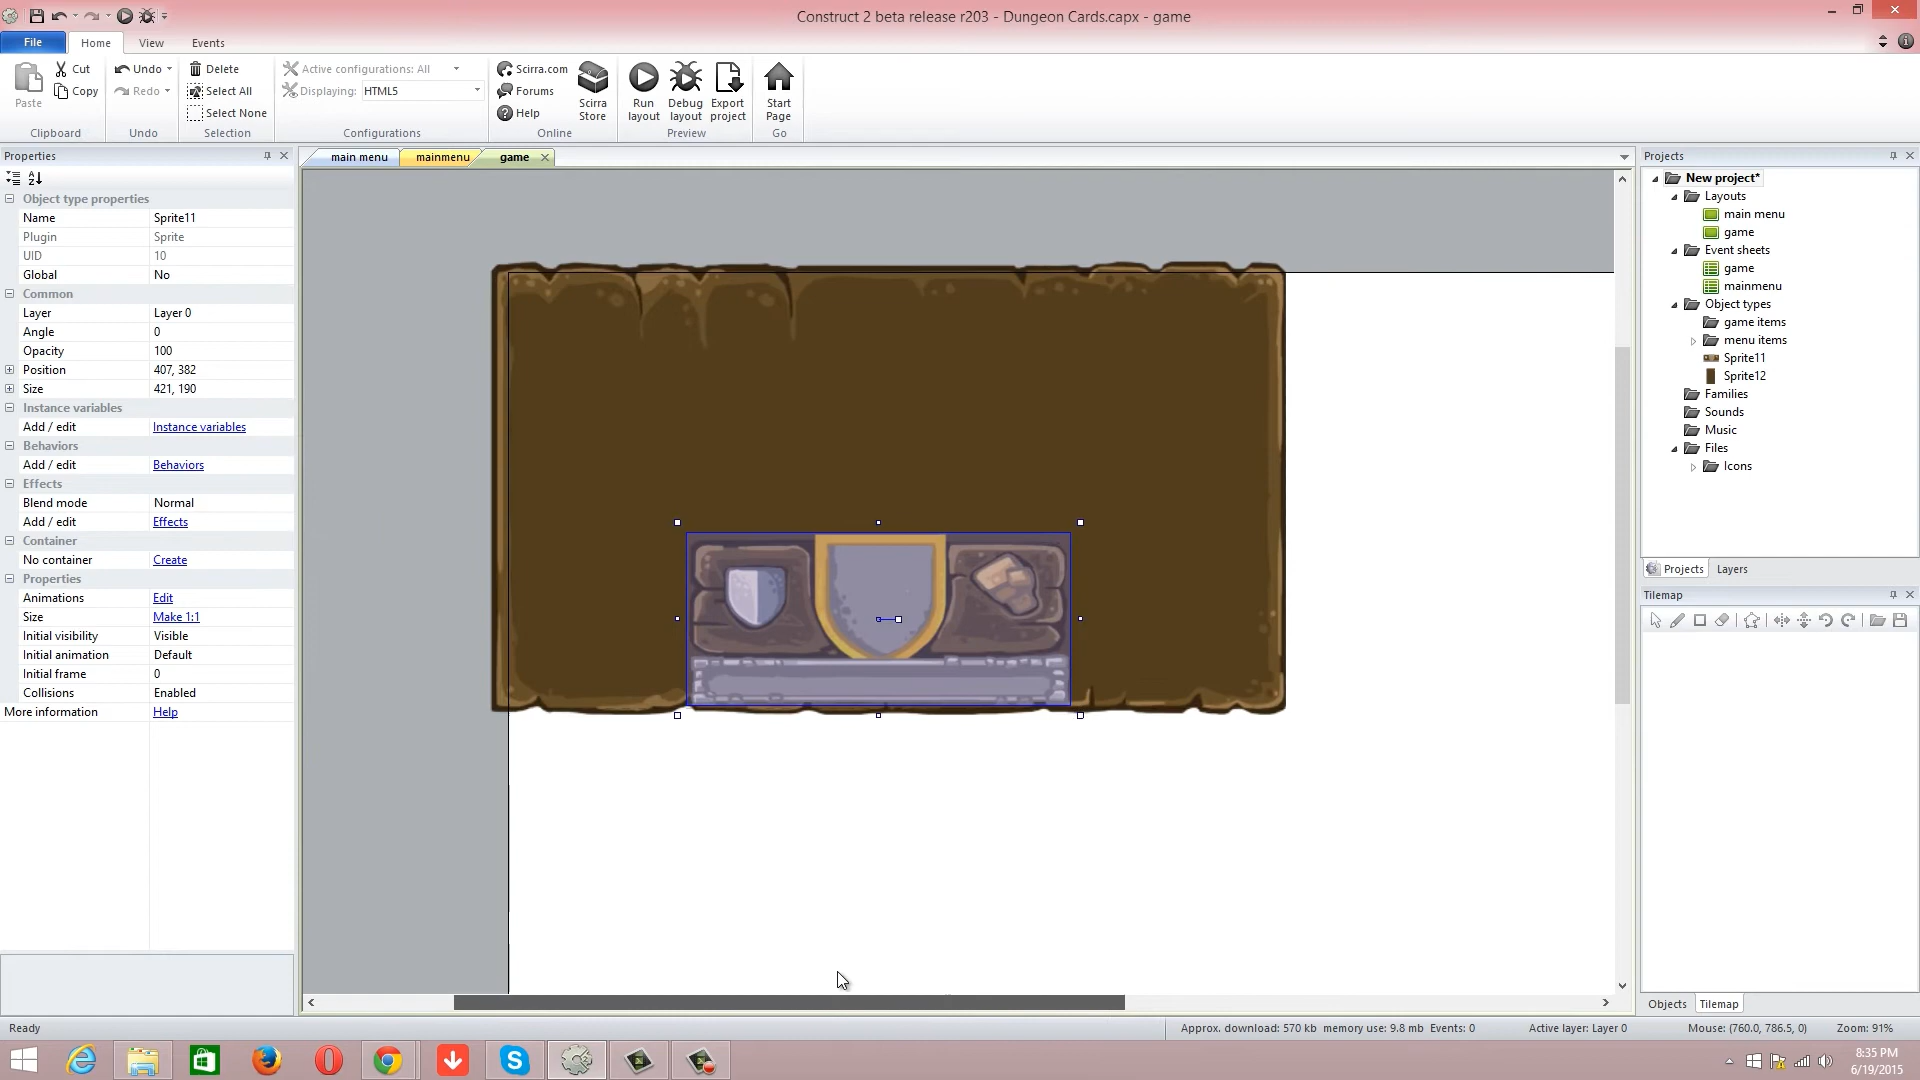 Construct 2 beta release r203 - Dungeon Cards.capx - game
File
Home
View
Events
Paste
Cut
Copy
Clipboard
Undo
Redo
Undo
Delete
Select All
Select None
Selection
Active configurations: All
Displaying: HTML5
Configurations
Scirra.com
Forums
Help
Scirra Store
Online
Run layout
Debug layout
Export project
Preview
Start Page
Go
Properties
main menu
mainmenu
game
Projects
Object type properties
Name Sprite11
Plugin Sprite
UID 10
Global No
Common
Layer Layer 0
Angle 0
Opacity 100
Position 407, 382
Size 421, 190
Instance variables
Add / edit Instance variables
Behaviors
Add / edit Behaviors
Effects
Blend mode Normal
Add / edit Effects
Container
No container Create
Properties
Animations Edit
Size Make 1:1
Initial visibility Visible
Initial animation Default
Initial frame 0
Collisions Enabled
More information Help
New project*
Layouts
main menu
game
Event sheets
game
mainmenu
Object types
game items
menu items
Sprite11
Sprite12
Families
Sounds
Music
Files
Icons
Projects
Layers
Tilemap
Objects
Tilemap
Ready
Approx. download: 570 kb memory use: 9.8 mb Events: 0
Active layer: Layer 0
Mouse: (760.0, 786.5, 0)
Zoom: 91%
8:35 PM
6/19/2015